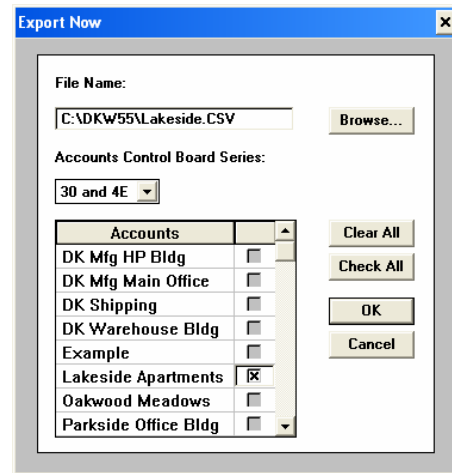 Export Now
File Name:
C:\DKW55\Lakeside.CSV
Browse...
Accounts Control Board Series:
30 and 4E
Accounts
DK Mfg HP Bldg
DK Mfg Main Office
DK Shipping
DK Warehouse Bldg
Example
Lakeside Apartments
Oakwood Meadows
Parkside Office Bldg
Clear All
Check All
OK
Cancel